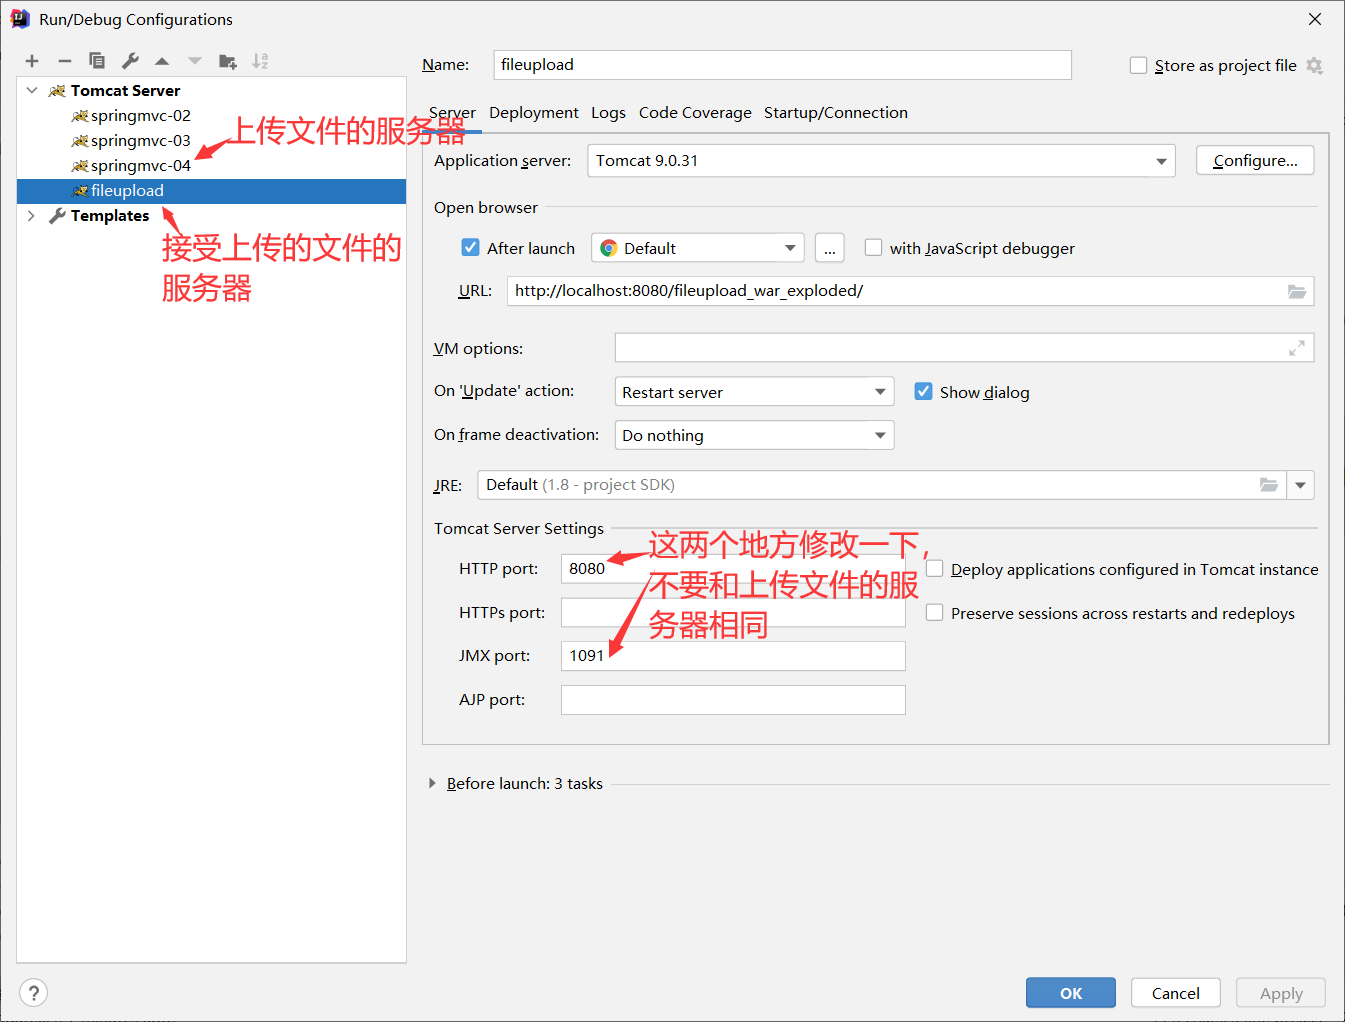 Run/Debug Configurations
Tomcat Server
springmvc-02
springmvc-03
springmvc-04
fileupload
Templates
上传文件的服务器
接受上传的文件的
服务器
Name: fileupload
Store as project file
Server Deployment Logs Code Coverage Startup/Connection
Application server: Tomcat 9.0.31 Configure...
Open browser
After launch Default ... with JavaScript debugger
URL: http://localhost:8080/fileupload_war_exploded/
VM options:
On 'Update' action: Restart server Show dialog
On frame deactivation: Do nothing
JRE: Default (1.8 - project SDK)
Tomcat Server Settings
这两个地方修改一下，
不要和上传文件的服
务器相同
HTTP port: 8080 Deploy applications configured in Tomcat instance
HTTPs port: Preserve sessions across restarts and redeploys
JMX port: 1091
AJP port:
Before launch: 3 tasks
? OK Cancel Apply